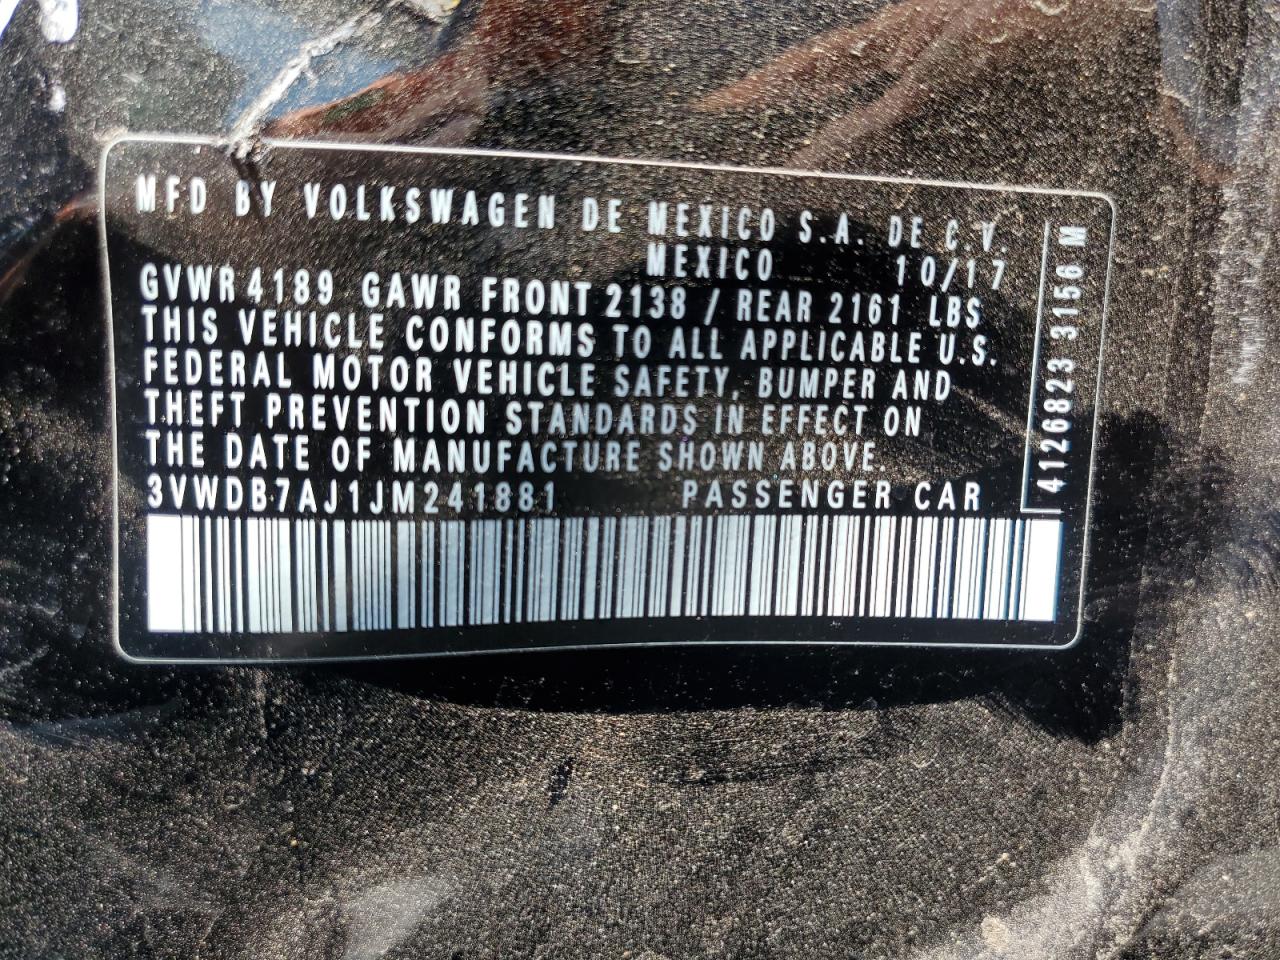 MFD BY VOLKSWAGEN DE MEXICO S.A. DE C.V.
MEXICO 10/17
GVWR 4189 GAWR FRONT 2138 / REAR 2161 LBS
THIS VEHICLE CONFORMS TO ALL APPLICABLE U.S.
FEDERAL MOTOR VEHICLE SAFETY, BUMPER AND
THEFT PREVENTION STANDARDS IN EFFECT ON
THE DATE OF MANUFACTURE SHOWN ABOVE.
3VWDB7AJ1JM241881 PASSENGER CAR
4126823 3156 M